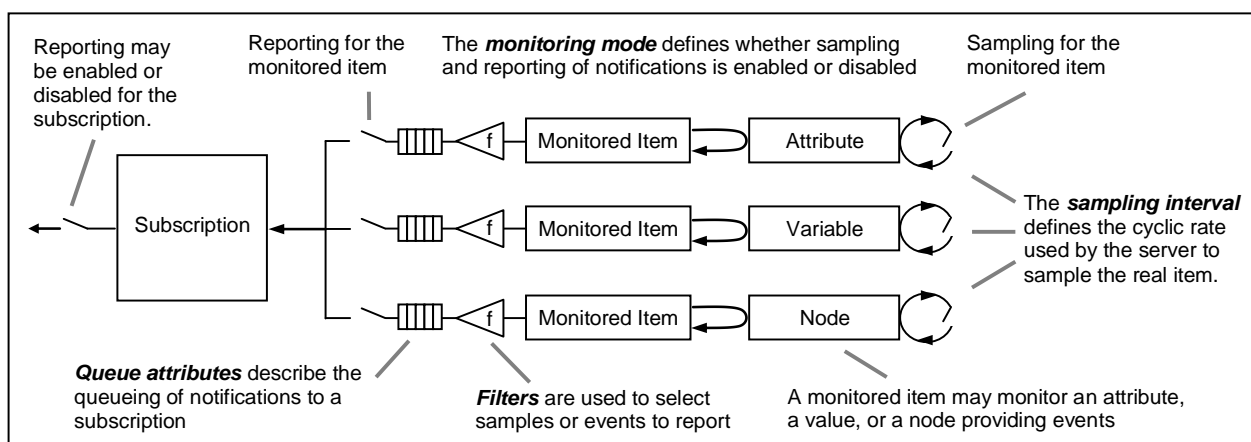 Reporting may
be enabled or
disabled for the
subscription.
Reporting for the
monitored item
The monitoring mode defines whether sampling
and reporting of notifications is enabled or disabled
Sampling for the
monitored item
f
Monitored Item
Attribute
Subscription
f
Monitored Item
Variable
The sampling interval
defines the cyclic rate
used by the server to
sample the real item.
f
Monitored Item
Node
Queue attributes describe the
queueing of notifications to a
subscription
Filters are used to select
samples or events to report
A monitored item may monitor an attribute,
a value, or a node providing events